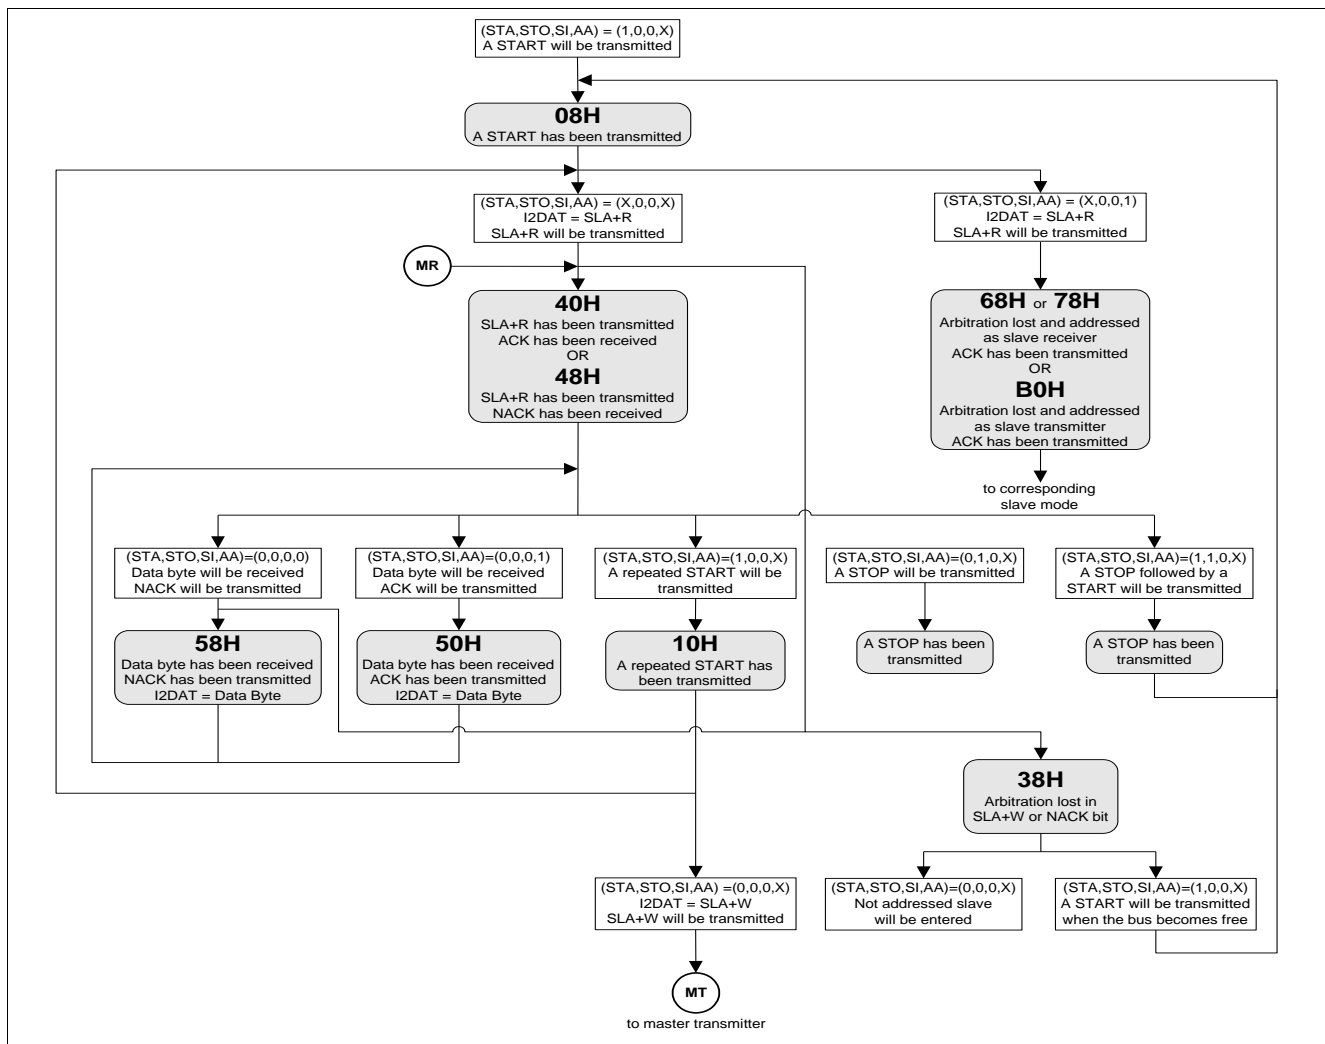 (STA,STO,SI,AA) = (1,0,0,X)
A START will be transmitted
08H
A START has been transmitted
(STA,STO,SI,AA) = (X,0,0,X)
I2DAT = SLA+R
SLA+R will be transmitted
(STA,STO,SI,AA) = (X,0,0,1)
I2DAT = SLA+R
SLA+R will be transmitted
MR
40H
SLA+R has been transmitted
ACK has been received
OR
48H
SLA+R has been transmitted
NACK has been received
68H or 78H
Arbitration lost and addressed
as slave receiver
ACK has been transmitted
OR
B0H
Arbitration lost and addressed
as slave transmitter
ACK has been transmitted
to corresponding
slave mode
(STA,STO,SI,AA)=(0,0,0,0)
Data byte will be received
NACK will be transmitted
(STA,STO,SI,AA)=(0,0,0,1)
Data byte will be received
ACK will be transmitted
(STA,STO,SI,AA)=(1,0,0,X)
A repeated START will be
transmitted
(STA,STO,SI,AA)=(0,1,0,X)
A STOP will be transmitted
(STA,STO,SI,AA)=(1,1,0,X)
A STOP followed by a
START will be transmitted
58H
Data byte has been received
NACK has been transmitted
I2DAT = Data Byte
50H
Data byte has been received
ACK has been transmitted
I2DAT = Data Byte
10H
A repeated START has
been transmitted
A STOP has been
transmitted
A STOP has been
transmitted
38H
Arbitration lost in
SLA+W or NACK bit
(STA,STO,SI,AA) =(0,0,0,X)
I2DAT = SLA+W
SLA+W will be transmitted
(STA,STO,SI,AA)=(0,0,0,X)
Not addressed slave
will be entered
(STA,STO,SI,AA)=(1,0,0,X)
A START will be transmitted
when the bus becomes free
MT
to master transmitter